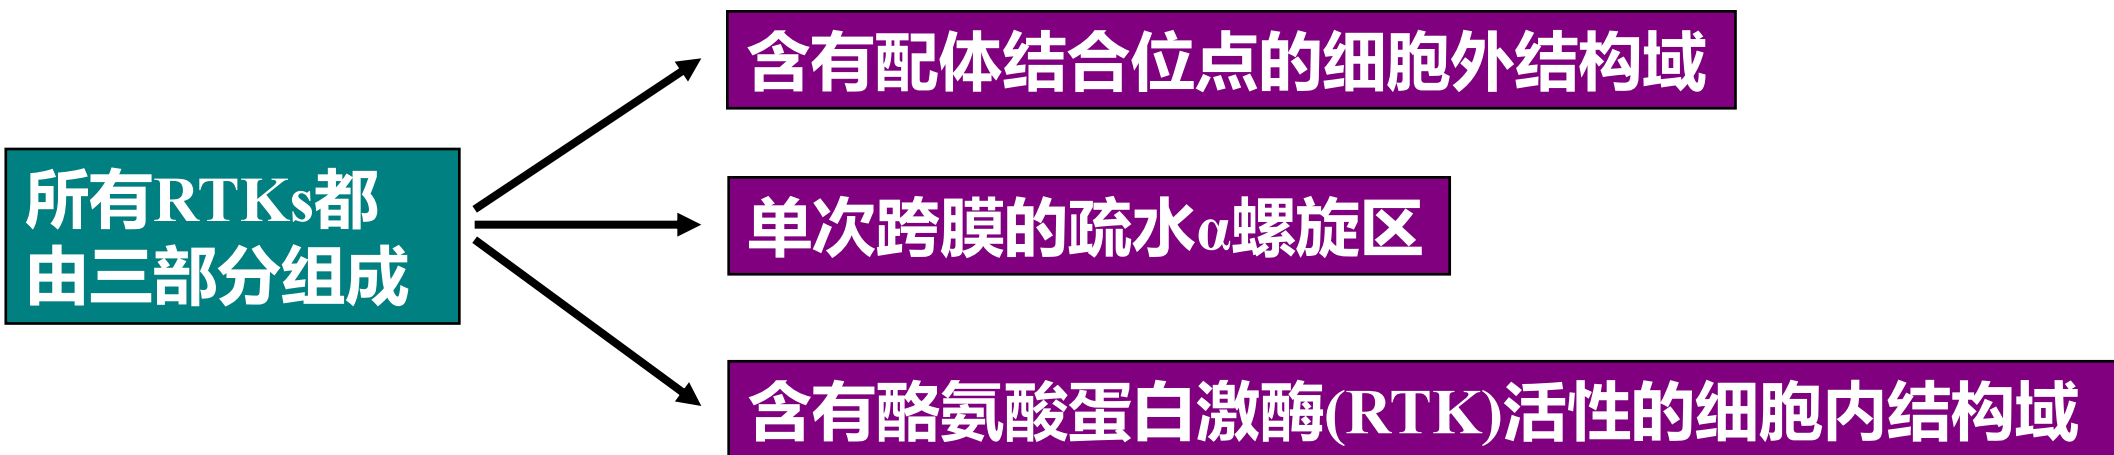 含有配体结合位点的细胞外结构域
所有RTKs都
由三部分组成
单次跨膜的疏水α螺旋区
含有酪氨酸蛋白激酶(RTK)活性的细胞内结构域